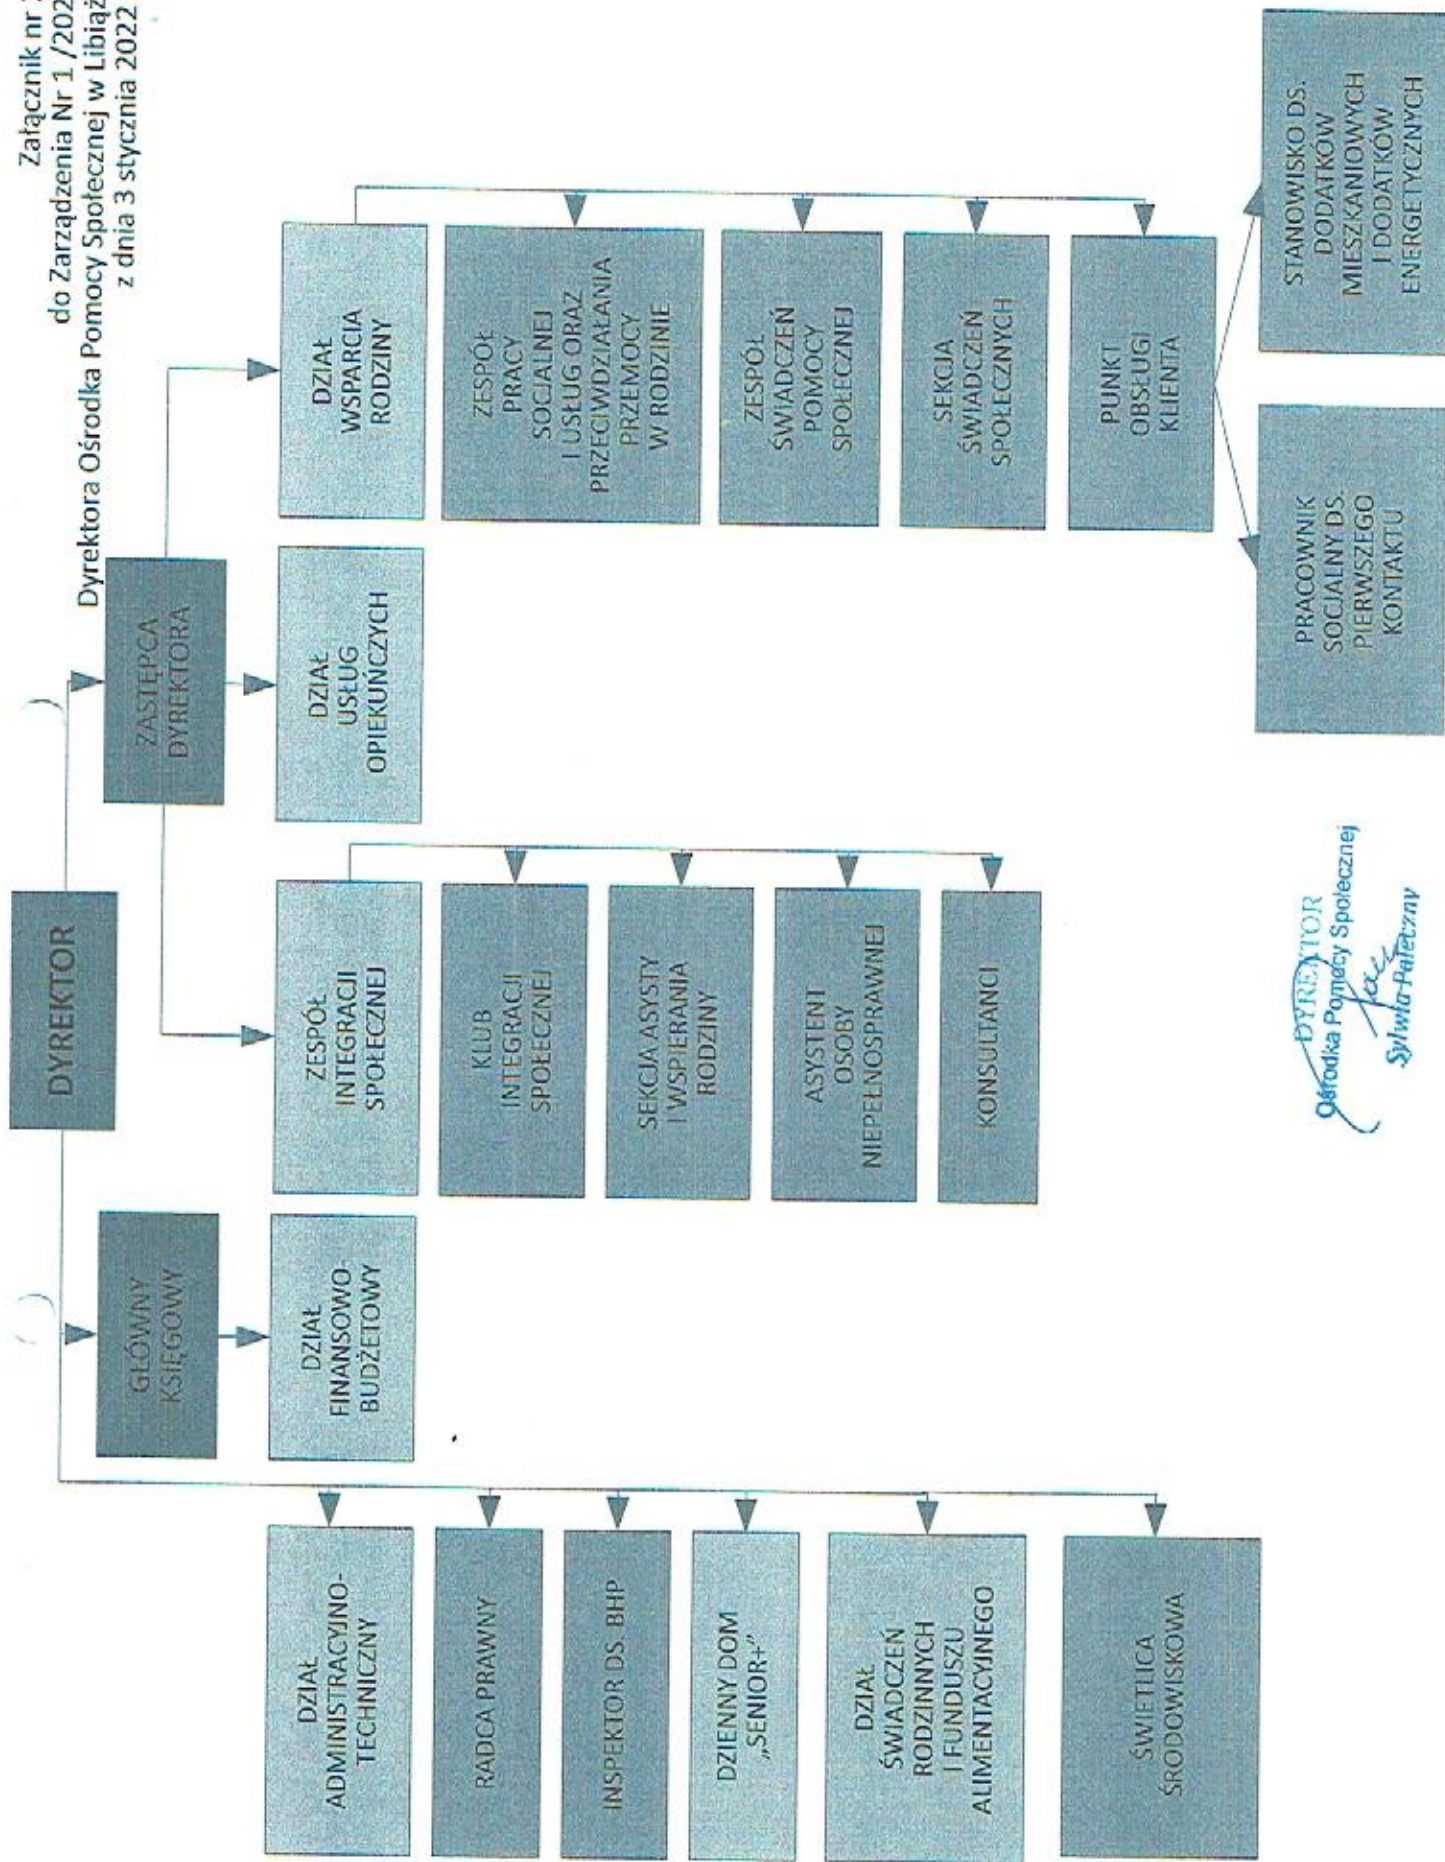 Załącznik nr
do Zarządzenia Nr 1 /202
Dyrektora Ośrodka Pomocy Społecznej w Libiąż
z dnia 3 stycznia 2022
DYREKTOR
GŁÓWNY
KSIĘGOWY
ZASTĘPCA
DYREKTORA
DZIAŁ
ADMINISTRACYJNO-
TECHNICZNY
RADCA PRAWNY
INSPEKTOR DS. BHP
DZIENNY DOM
„SENIOR+”
DZIAŁ
ŚWIADCZEŃ
RODZINNYCH
I FUNDUSZU
ALIMENTACYJNEGO
ŚWIETLICA
ŚRODOWISKOWA
DZIAŁ
FINANSOWO-
BUDŻETOWY
ZESPÓŁ
INTEGRACJI
SPOŁECZNEJ
KLUB
INTEGRACJI
SPOŁECZNEJ
SEKCJA ASYSTY
I WSPIERANIA
RODZINY
ASYSTENT
OSOBY
NIEPEŁNOSPRAWNEJ
KONSULTANCI
DZIAŁ
USŁUG
OPIEKUŃCZYCH
DZIAŁ
WSPARCIA
RODZINY
ZESPÓŁ
PRACY
SOCJALNEJ
I USŁUG ORAZ
PRZECIWDZIAŁANIA
PRZEMOCY
W RODZINIE
ZESPÓŁ
ŚWIADCZEŃ
POMOCY
SPOŁECZNEJ
SEKCJA
ŚWIADCZEŃ
SPOŁECZNYCH
PUNKT
OBSŁUGI
KLIENTA
PRACOWNIK
SOCJALNY DS.
PIERWSZEGO
KONTAKTU
STANOWISKO DS.
DODATKÓW
MIESZKANIOWYCH
I DODATKÓW
ENERGETYCZNYCH
DYREKTOR
Ośrodka Pomocy Społecznej
Sylwia Pałeczny